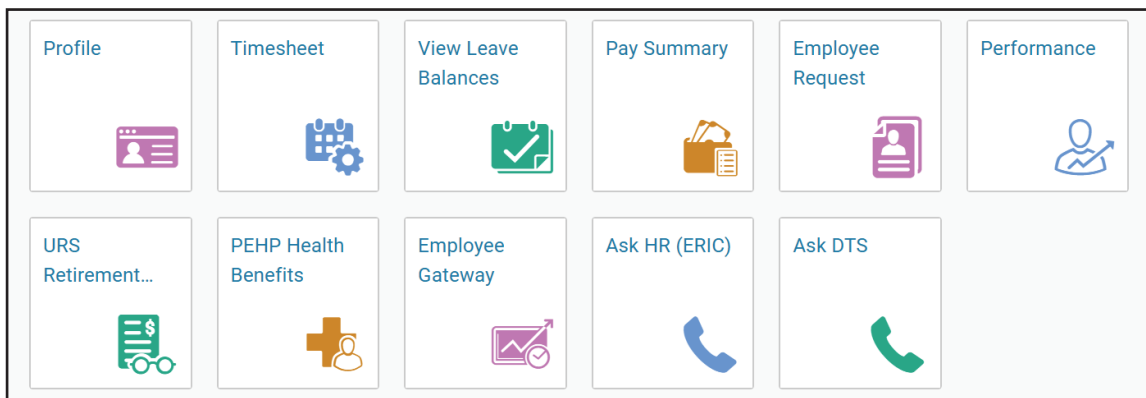 Profile
Timesheet
View Leave
Balances
Pay Summary
Employee
Request
Performance
URS
Retirement...
PEHP Health
Benefits
Employee
Gateway
Ask HR (ERIC)
Ask DTS